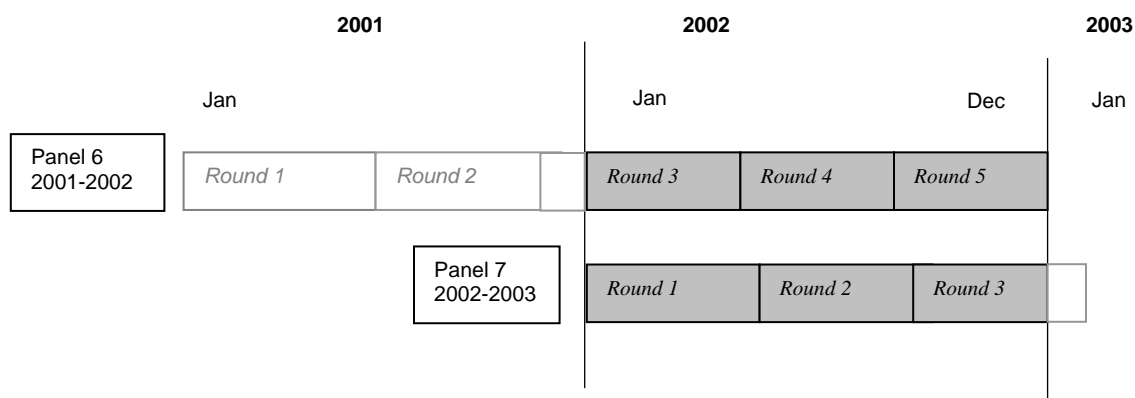 2001 2002 2003
Jan Jan Dec Jan
Panel 6
2001-2002
Round 1 Round 2 Round 3 Round 4 Round 5
Panel 7
2002-2003
Round 1 Round 2 Round 3